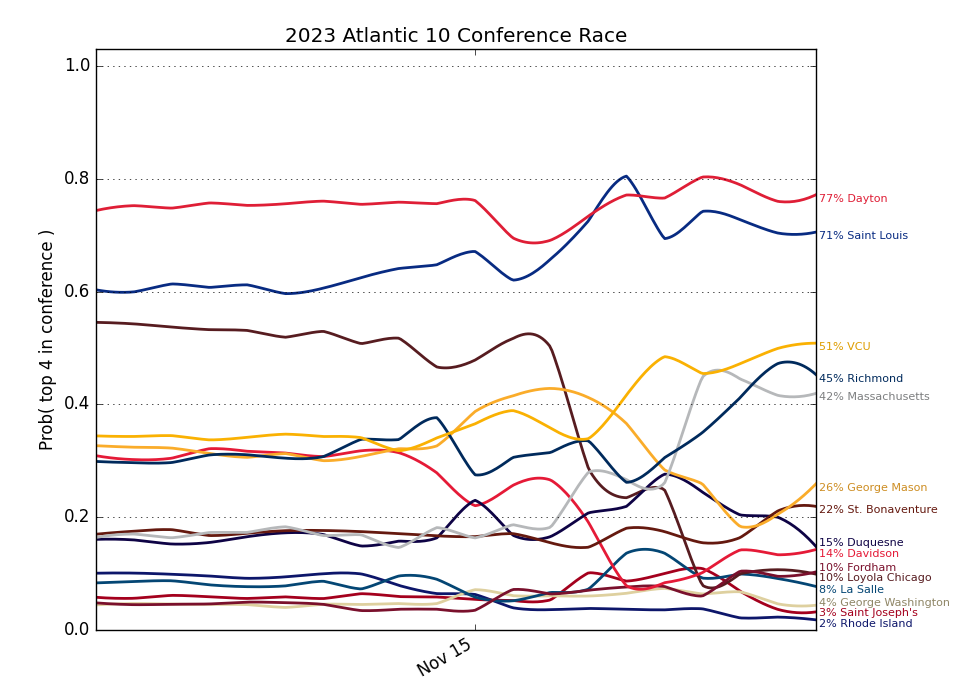 2023 Atlantic 10 Conference Race
1.0
0.8
0.6
0.4
0.2
0.0
Prob( top 4 in conference )
Nov 15
77% Dayton
71% Saint Louis
51% VCU
45% Richmond
42% Massachusetts
26% George Mason
22% St. Bonaventure
15% Duquesne
14% Davidson
10% Fordham
10% Loyola Chicago
8% La Salle
4% George Washington
3% Saint Joseph's
2% Rhode Island